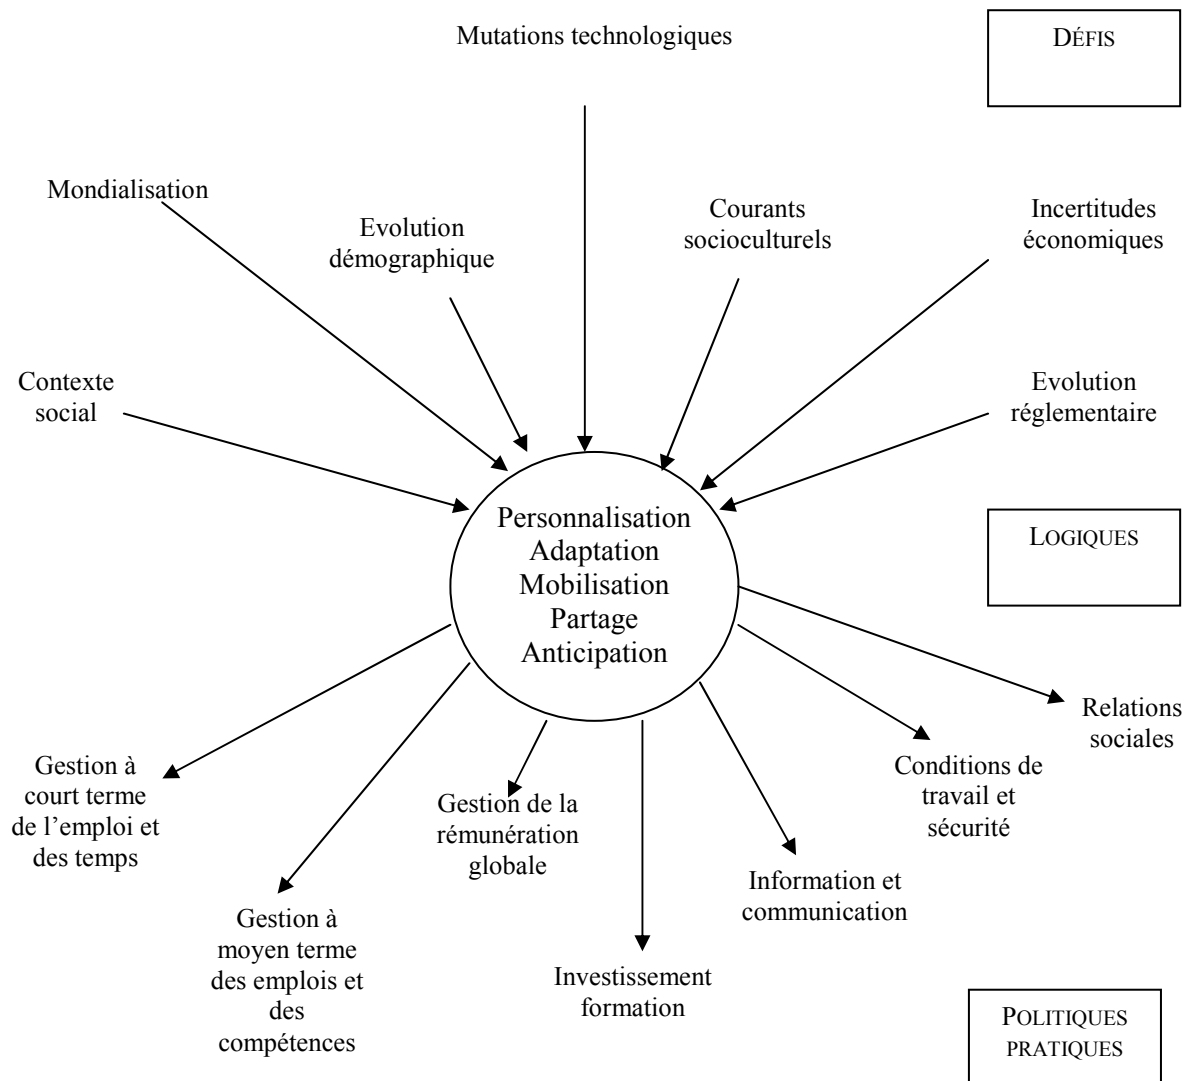 Mutations technologiques
DÉFIS
Mondialisation
Evolution
démographique
Courants
socioculturels
Incertitudes
économiques
Contexte
social
Evolution
réglementaire
Personnalisation
Adaptation
Mobilisation
Partage
Anticipation
LOGIQUES
Relations
sociales
Gestion à
court terme
de l’emploi et
des temps
Gestion de la
rémunération
globale
Conditions de
travail et
sécurité
Information et
communication
Gestion à
moyen terme
des emplois et
des
compétences
Investissement
formation
POLITIQUES
PRATIQUES